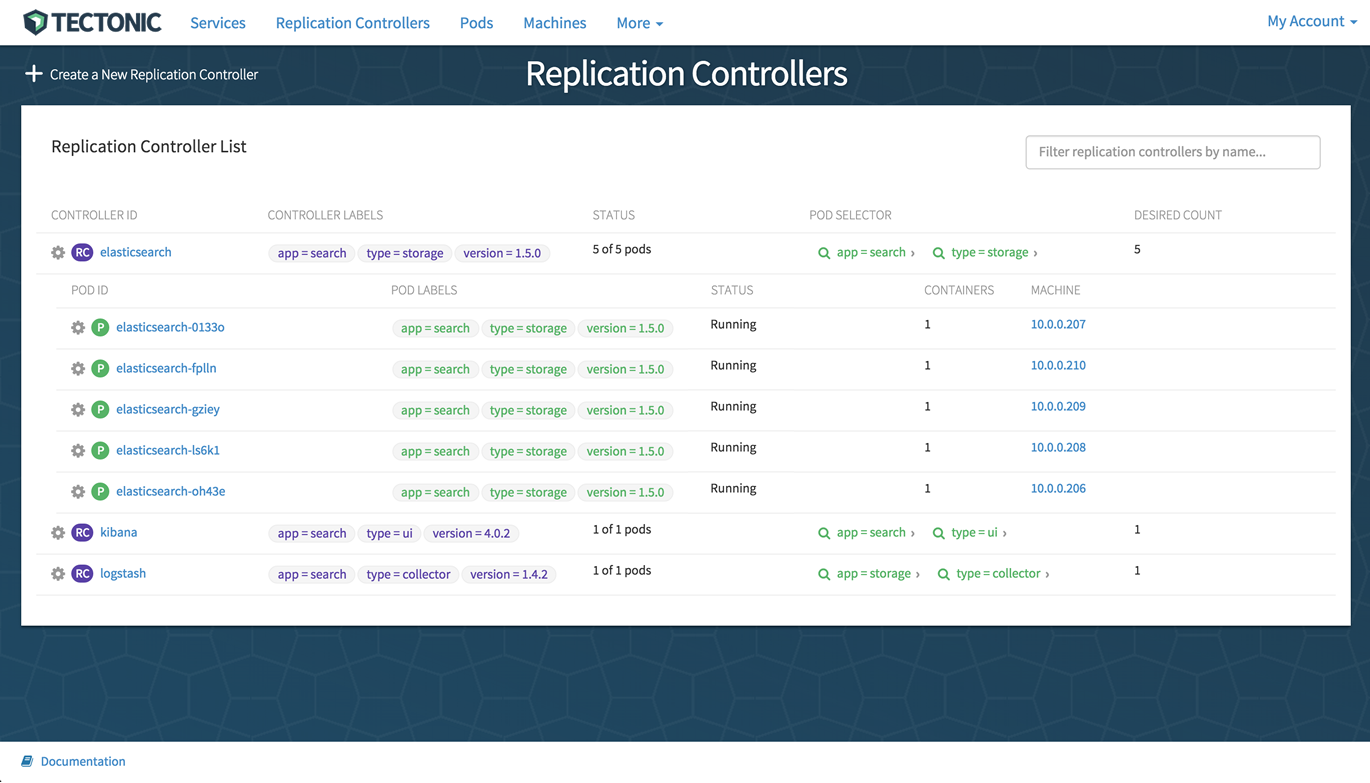 TECTONIC Services Replication Controllers Pods Machines More My Account
Create a New Replication Controller
Replication Controllers
Replication Controller List
Filter replication controllers by name...
CONTROLLER ID CONTROLLER LABELS STATUS POD SELECTOR DESIRED COUNT
RC elasticsearch app = search type = storage version = 1.5.0 5 of 5 pods app = search › type = storage › 5
POD ID POD LABELS STATUS CONTAINERS MACHINE
P elasticsearch-0133o app = search type = storage version = 1.5.0 Running 1 10.0.0.207
P elasticsearch-fplln app = search type = storage version = 1.5.0 Running 1 10.0.0.210
P elasticsearch-gziey app = search type = storage version = 1.5.0 Running 1 10.0.0.209
P elasticsearch-ls6k1 app = search type = storage version = 1.5.0 Running 1 10.0.0.208
P elasticsearch-oh43e app = search type = storage version = 1.5.0 Running 1 10.0.0.206
RC kibana app = search type = ui version = 4.0.2 1 of 1 pods app = search › type = ui › 1
RC logstash app = search type = collector version = 1.4.2 1 of 1 pods app = storage › type = collector › 1
Documentation